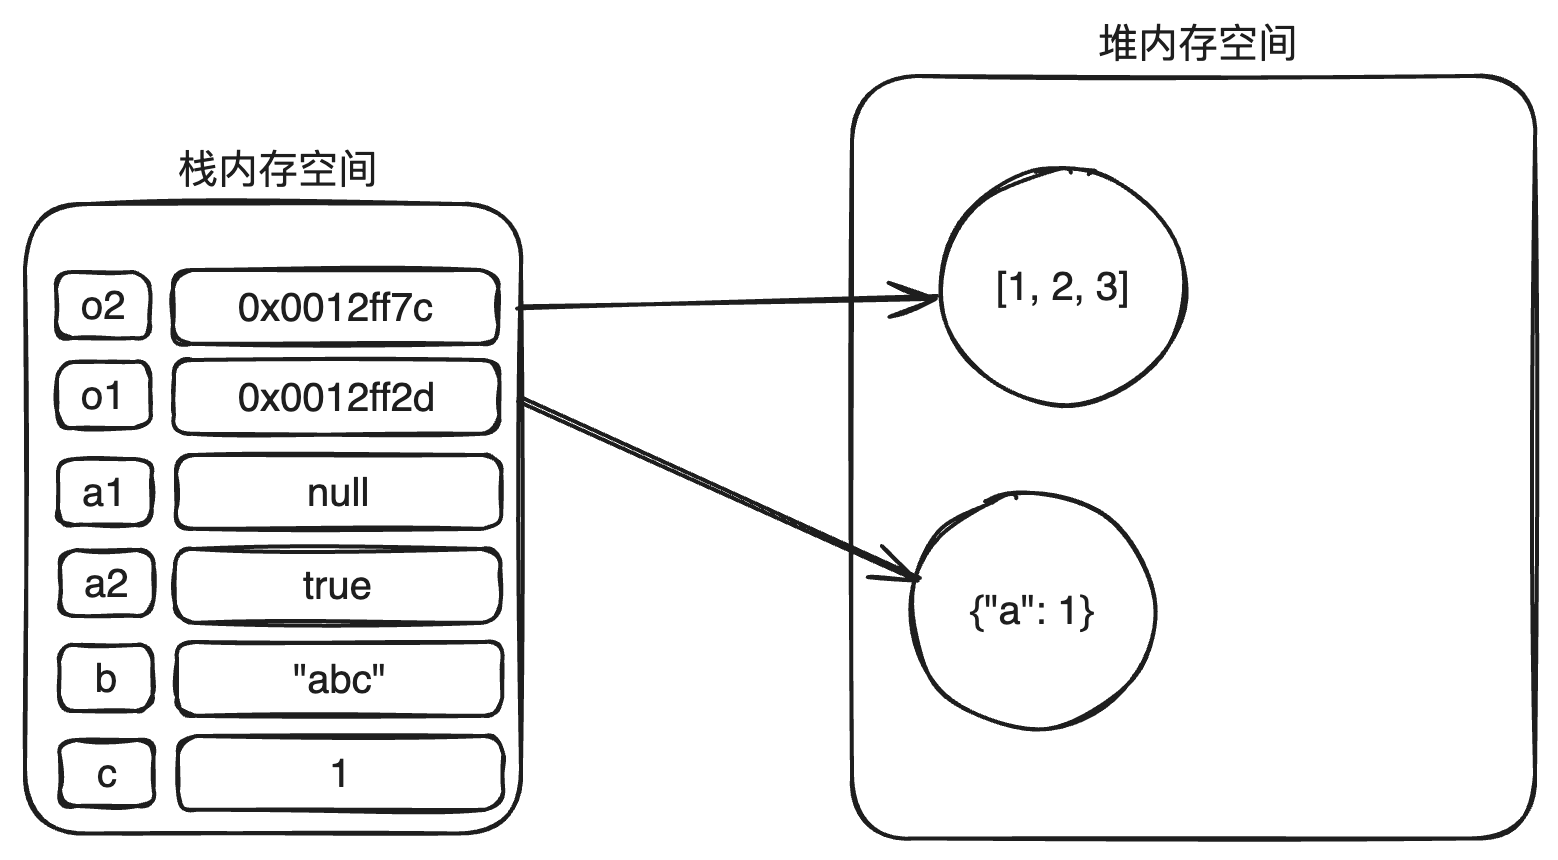 堆内存空间
栈内存空间
o2 0x0012ff7c
o1 0x0012ff2d
a1 null
a2 true
b "abc"
c 1
[1, 2, 3]
{"a": 1}